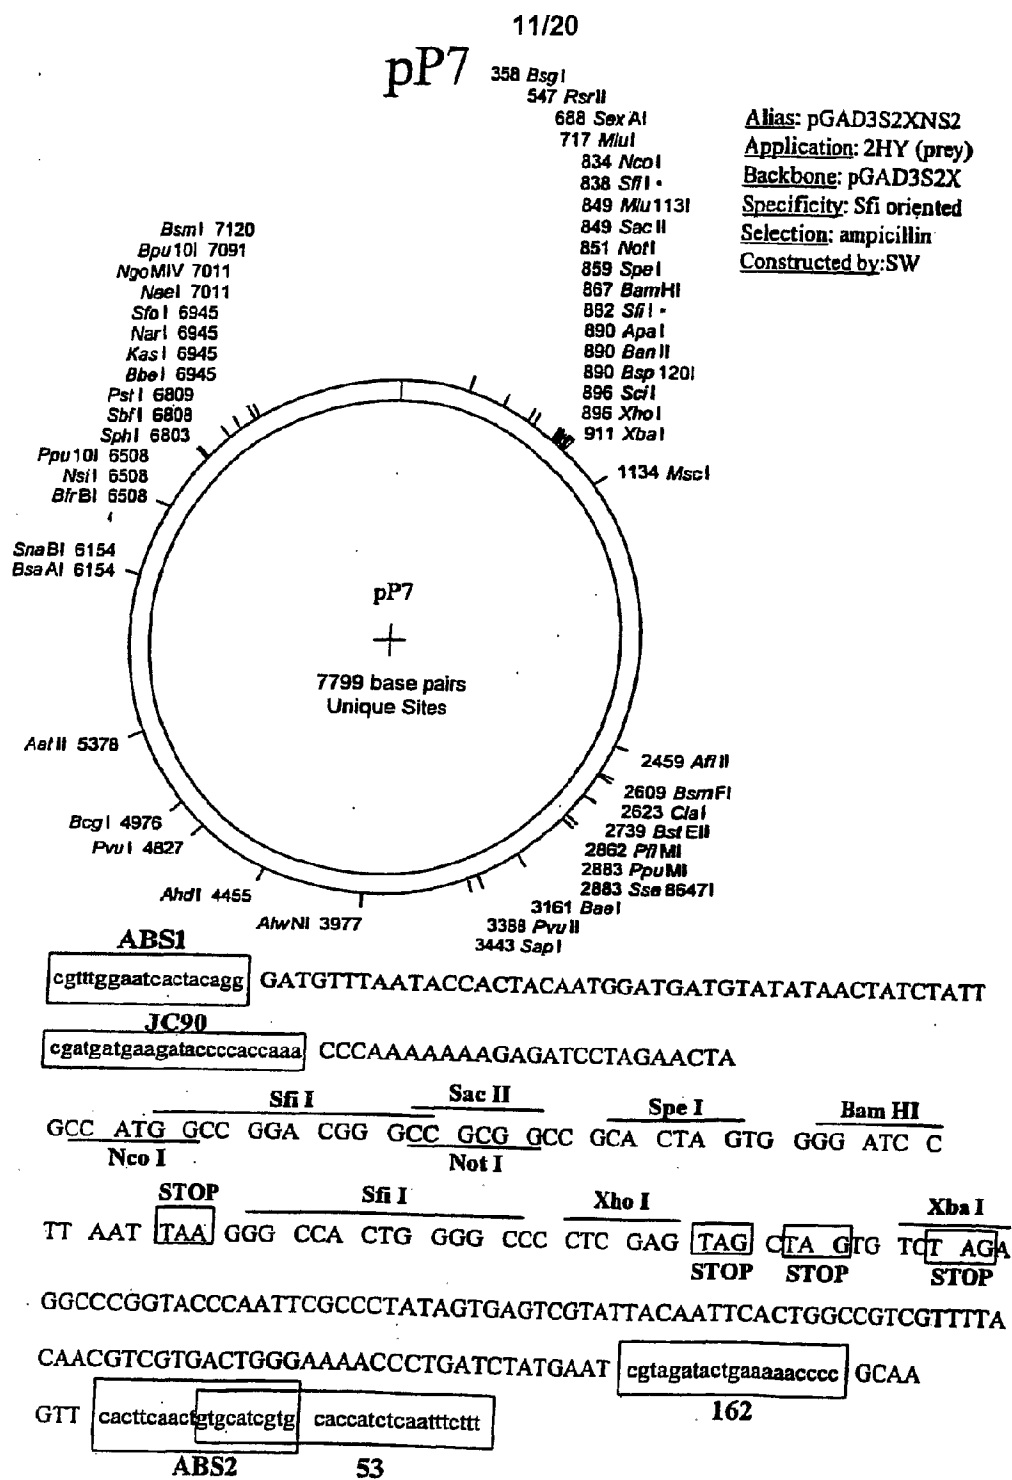 11/20
pP7
358 BsgI
547 RsrII
688 SexAI
717 MluI
834 NcoI
838 SfiI •
849 Mlu113I
849 SacII
851 NotI
859 SpeI
867 BamHI
882 SfiI •
890 ApaI
890 BanII
890 Bsp120I
896 SciI
896 XhoI
911 XbaI
1134 MscI
Alias: pGAD3S2XNS2
Application: 2HY (prey)
Backbone: pGAD3S2X
Specificity: Sfi oriented
Selection: ampicillin
Constructed by:SW
BsmI 7120
Bpu10I 7091
NgoMIV 7011
NaeI 7011
SfoI 6945
NarI 6945
KasI 6945
BbeI 6945
PstI 6809
SbfI 6808
SphI 6803
Ppu10I 6508
NsiI 6508
BfrBI 6508
SnaBI 6154
BsaAI 6154
pP7
7799 base pairs
Unique Sites
AatII 5378
BcgI 4976
PvuI 4827
AhdI 4455
AlwNI 3977
2459 AflII
2609 BsmFI
2623 ClaI
2739 BstEII
2862 PflMI
2883 PpuMI
2883 Sse8647I
3161 BaeI
3388 PvuII
3443 SapI
ABS1
cgtttggaatcactacagg GATGTTTAATACCACTACAATGGATGATGTATATAACTATCTATT
JC90
cgatgatgaagataccccaccaaa CCCAAAAAAAGAGATCCTAGAACTA
Sfi I Sac II Spe I Bam HI
GCC ATG GCC GGA CGG GCC GCG GCC GCA CTA GTG GGG ATC C
Nco I Not I
STOP Sfi I Xho I Xba I
TT AAT TAA GGG CCA CTG GGG CCC CTC GAG TAG CTA GTG TCT AGA
STOP STOP STOP
GGCCCGGTACCCAATTCGCCCTATAGTGAGTCGTATTACAATTCACTGGCCGTCGTTTTA
CAACGTCGTGACTGGGAAAACCCTGATCTATGAAT cgtagatactgaaaaacccc GCAA
162
GTT cacttcaactgtgcatcgtg caccatctcaatttcttt
ABS2 53